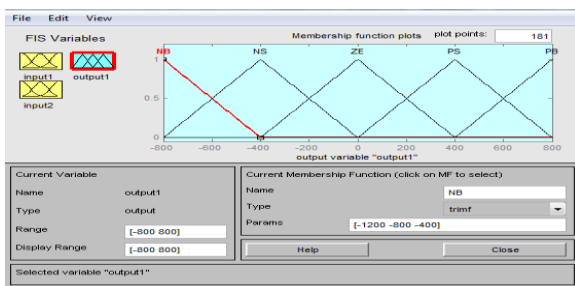 File Edit View
FIS Variables
Membership function plots plot points: 181
NB NS ZE PS PB
1
input1 output1
input2
0.5
0
-800 -600 -400 -200 0 200 400 600 800
output variable "output1"
Current Variable
Name output1
Type output
Range [-800 800]
Display Range [-800 800]
Current Membership Function (click on MF to select)
Name NB
Type trimf
Params [-1200 -800 -400]
Help Close
Selected variable "output1"